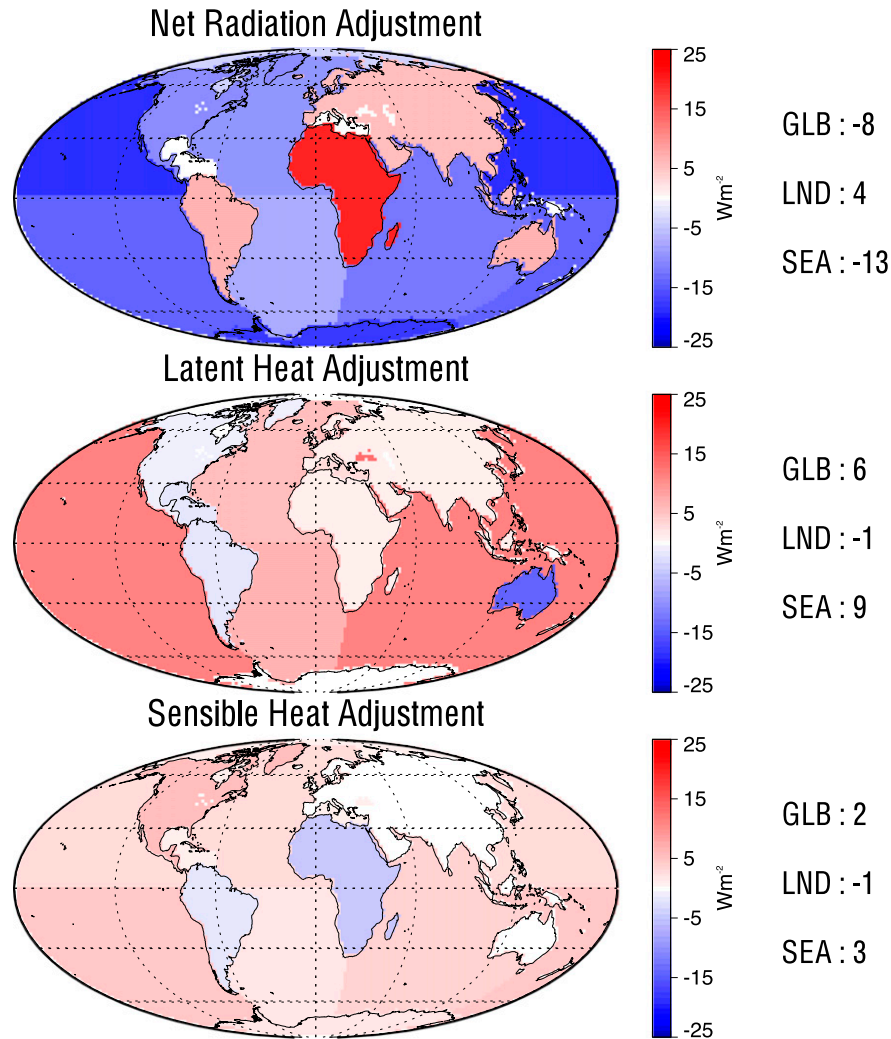 Net Radiation Adjustment
25
15
5
-5
-15
-25
Wm-2
GLB : -8
LND : 4
SEA : -13
Latent Heat Adjustment
25
15
5
-5
-15
-25
Wm-2
GLB : 6
LND : -1
SEA : 9
Sensible Heat Adjustment
25
15
5
-5
-15
-25
Wm-2
GLB : 2
LND : -1
SEA : 3